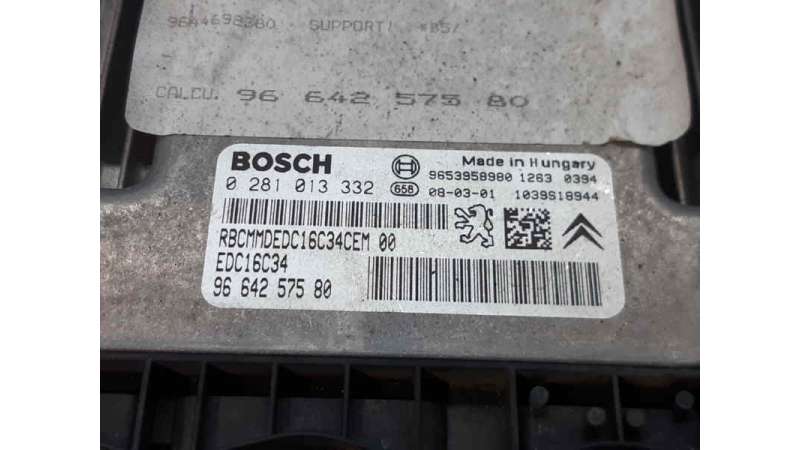 SUPPORT!
CALCU. 96 642 575 80
BOSCH
Made in Hungary
9653958980 1263 0394
0 281 013 332
658
08-03-01 1039S18944
RBCMMDEDC16C34CEM 00
EDC16C34
96 642 575 80